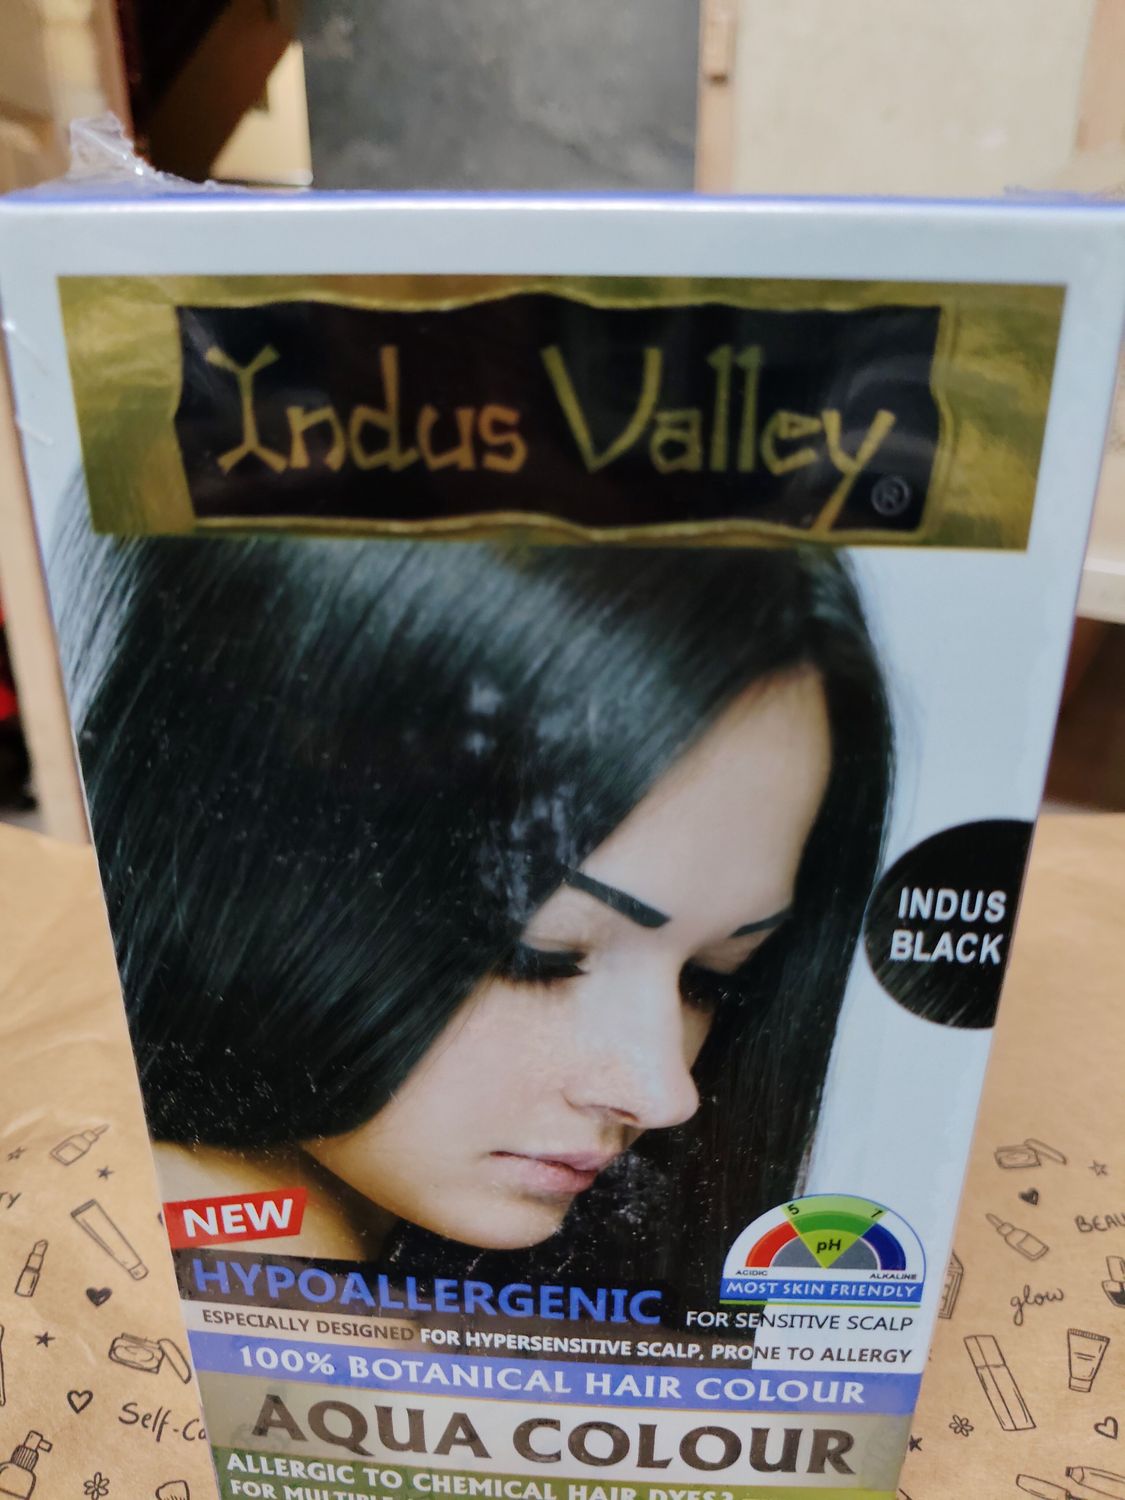 Indus Valley ®
INDUS
BLACK
NEW
5 7
pH
ACIDIC ALKALINE
MOST SKIN FRIENDLY
HYPOALLERGENIC FOR SENSITIVE SCALP
ESPECIALLY DESIGNED FOR HYPERSENSITIVE SCALP, PRONE TO ALLERGY
100% BOTANICAL HAIR COLOUR
AQUA COLOUR
ALLERGIC TO CHEMICAL HAIR DYES?
FOR MULTIPLE
glow
Self-C